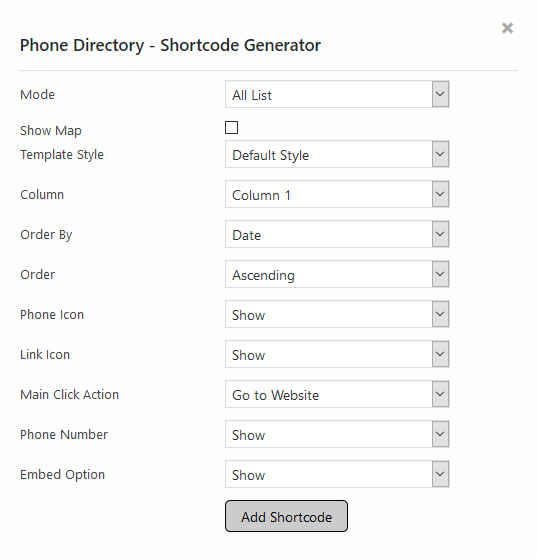 Phone Directory - Shortcode Generator
Mode All List
Show Map
Template Style Default Style
Column Column 1
Order By Date
Order Ascending
Phone Icon Show
Link Icon Show
Main Click Action Go to Website
Phone Number Show
Embed Option Show
Add Shortcode